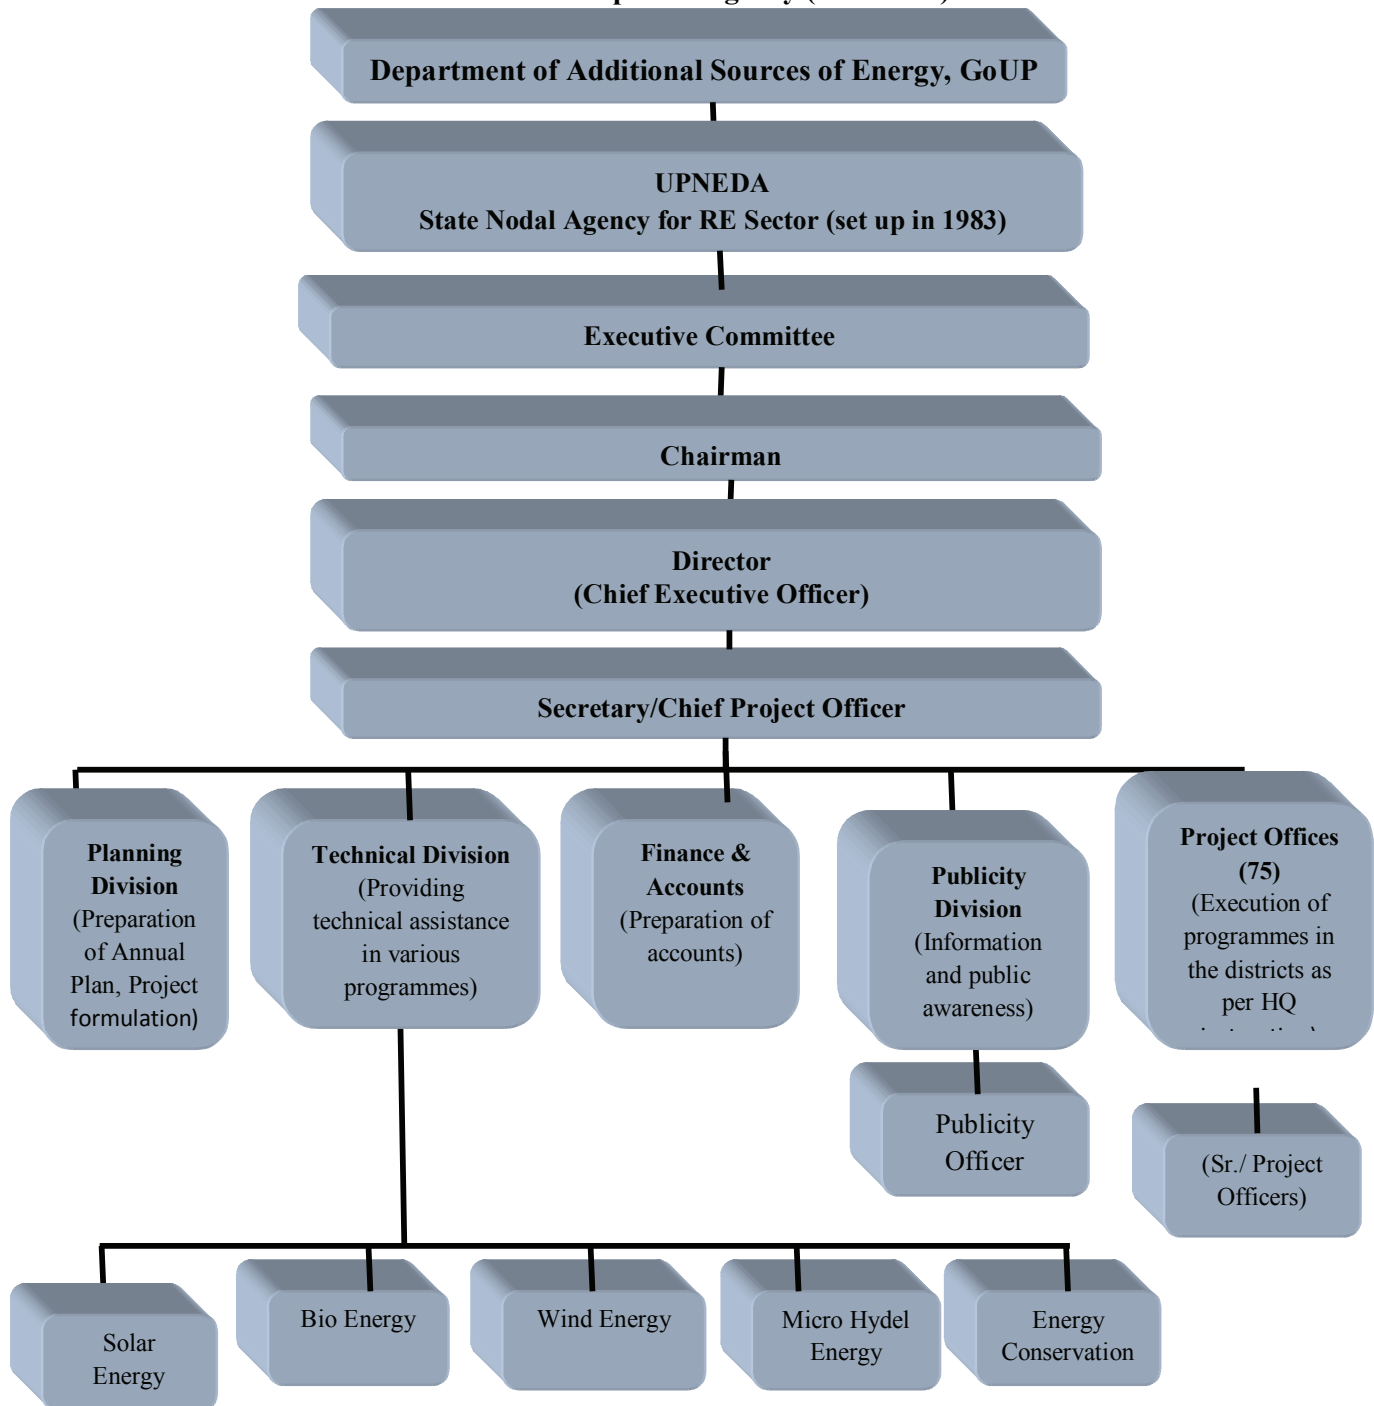 Department of Additional Sources of Energy, GoUP
UPNEDA
State Nodal Agency for RE Sector (set up in 1983)
Executive Committee
Chairman
Director
(Chief Executive Officer)
Secretary/Chief Project Officer
Planning
Division
(Preparation
of Annual
Plan, Project
formulation)
Technical Division
(Providing
technical assistance
in various
programmes)
Finance &
Accounts
(Preparation of
accounts)
Publicity
Division
(Information
and public
awareness)
Project Offices
(75)
(Execution of
programmes in
the districts as
per HQ
Publicity
Officer
(Sr./ Project
Officers)
Solar
Energy
Bio Energy
Wind Energy
Micro Hydel
Energy
Energy
Conservation